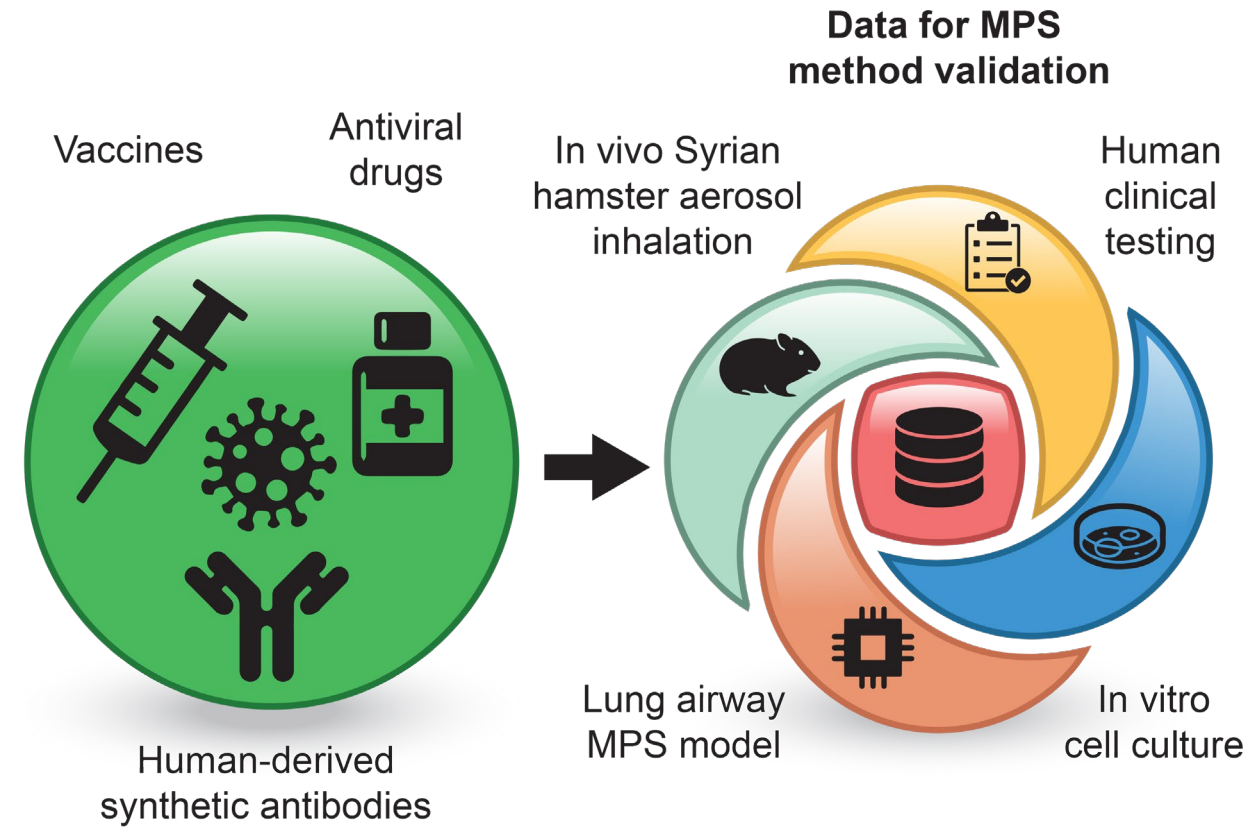 Data for MPS
method validation
Vaccines
Antiviral
drugs
In vivo Syrian
hamster aerosol
inhalation
Human
clinical
testing
Lung airway
MPS model
In vitro
cell culture
Human-derived
synthetic antibodies